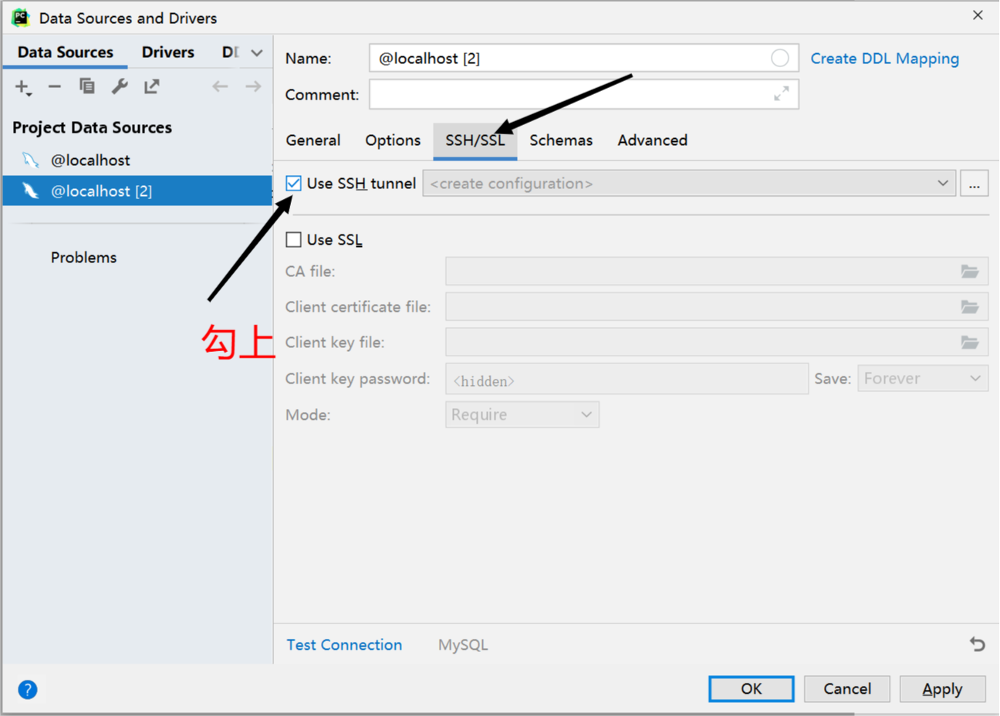 Data Sources and Drivers
Data Sources Drivers
Name: @localhost [2] Create DDL Mapping
Comment:
Project Data Sources
@localhost
@localhost [2]
Problems
General Options SSH/SSL Schemas Advanced
Use SSH tunnel <create configuration> ...
Use SSL
CA file:
Client certificate file:
勾上
Client key file:
Client key password: <hidden> Save: Forever
Mode: Require
Test Connection MySQL
? OK Cancel Apply